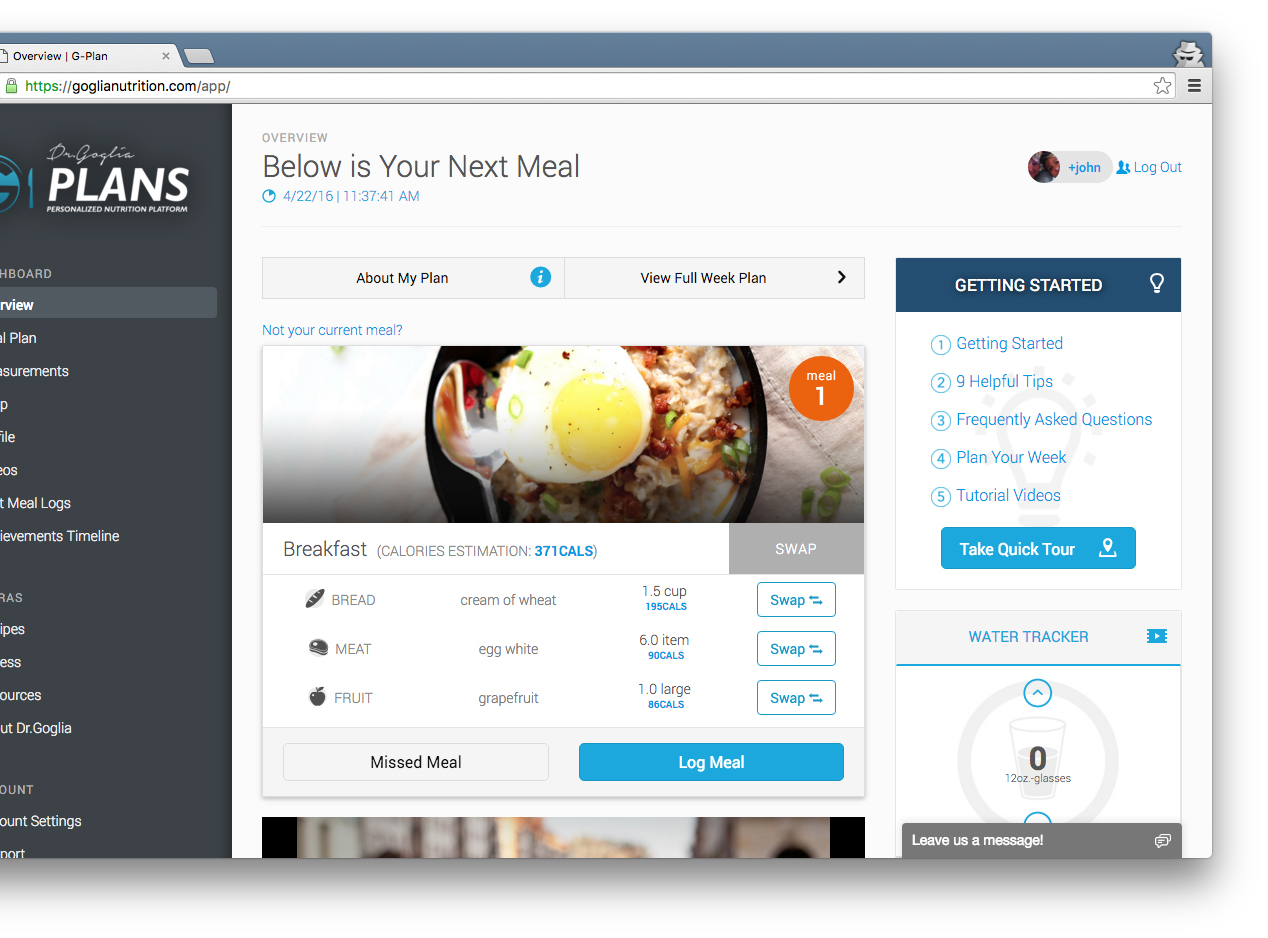 Overview | G-Plan
https://goglianutrition.com/app/
Dr.Goglia
PLANS
PERSONALIZED NUTRITION PLATFORM
HBOARD
rview
al Plan
asurements
p
file
eos
t Meal Logs
ievements Timeline
RAS
ipes
ess
ources
ut Dr.Goglia
OUNT
ount Settings
port
OVERVIEW
Below is Your Next Meal
4/22/16 | 11:37:41 AM
+john
Log Out
About My Plan
i
View Full Week Plan
Not your current meal?
meal
1
Breakfast (CALORIES ESTIMATION: 371CALS)
SWAP
BREAD cream of wheat 1.5 cup
195CALS
Swap
MEAT egg white 6.0 item
90CALS
Swap
FRUIT grapefruit 1.0 large
86CALS
Swap
Missed Meal
Log Meal
GETTING STARTED
1 Getting Started
2 9 Helpful Tips
3 Frequently Asked Questions
4 Plan Your Week
5 Tutorial Videos
Take Quick Tour
WATER TRACKER
0
12oz.-glasses
Leave us a message!